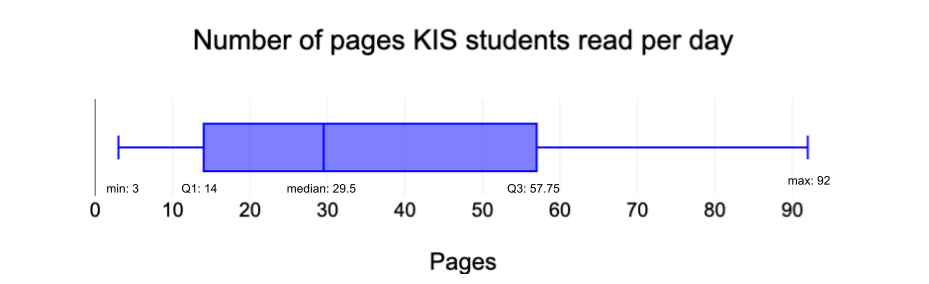 Number of pages KIS students read per day
min: 3 Q1: 14 median: 29.5 Q3: 57.75 max: 92
0 10 20 30 40 50 60 70 80 90
Pages